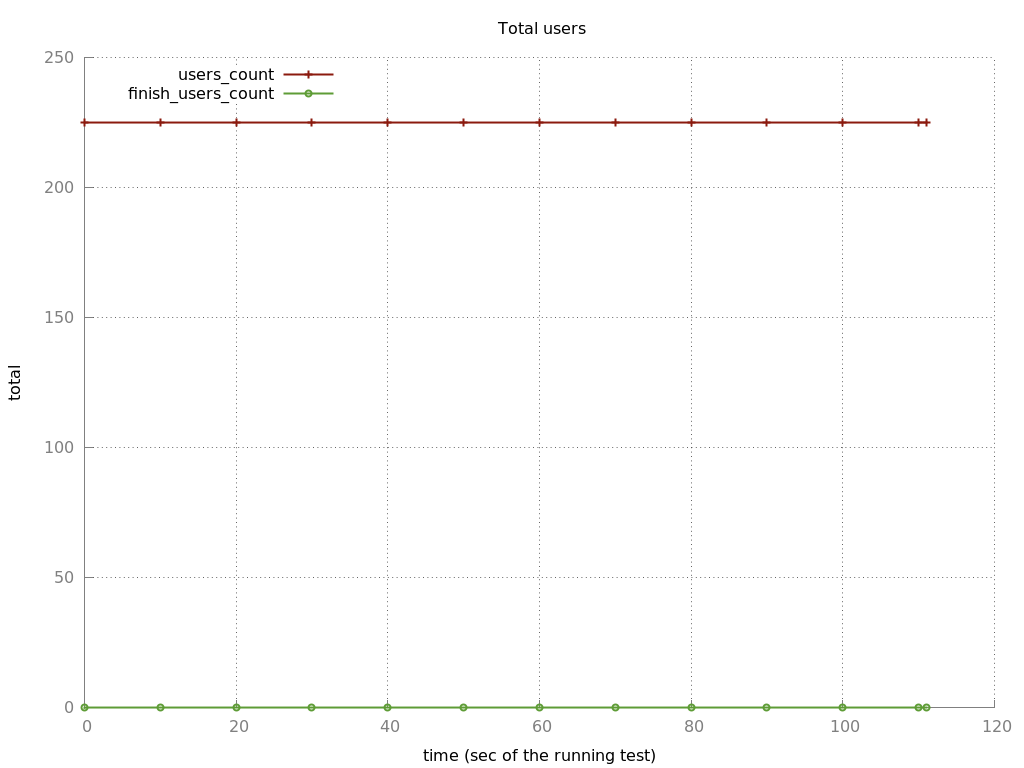 Total users
250
users_count
finish_users_count
200
150
total
100
50
0
0 20 40 60 80 100 120
time (sec of the running test)